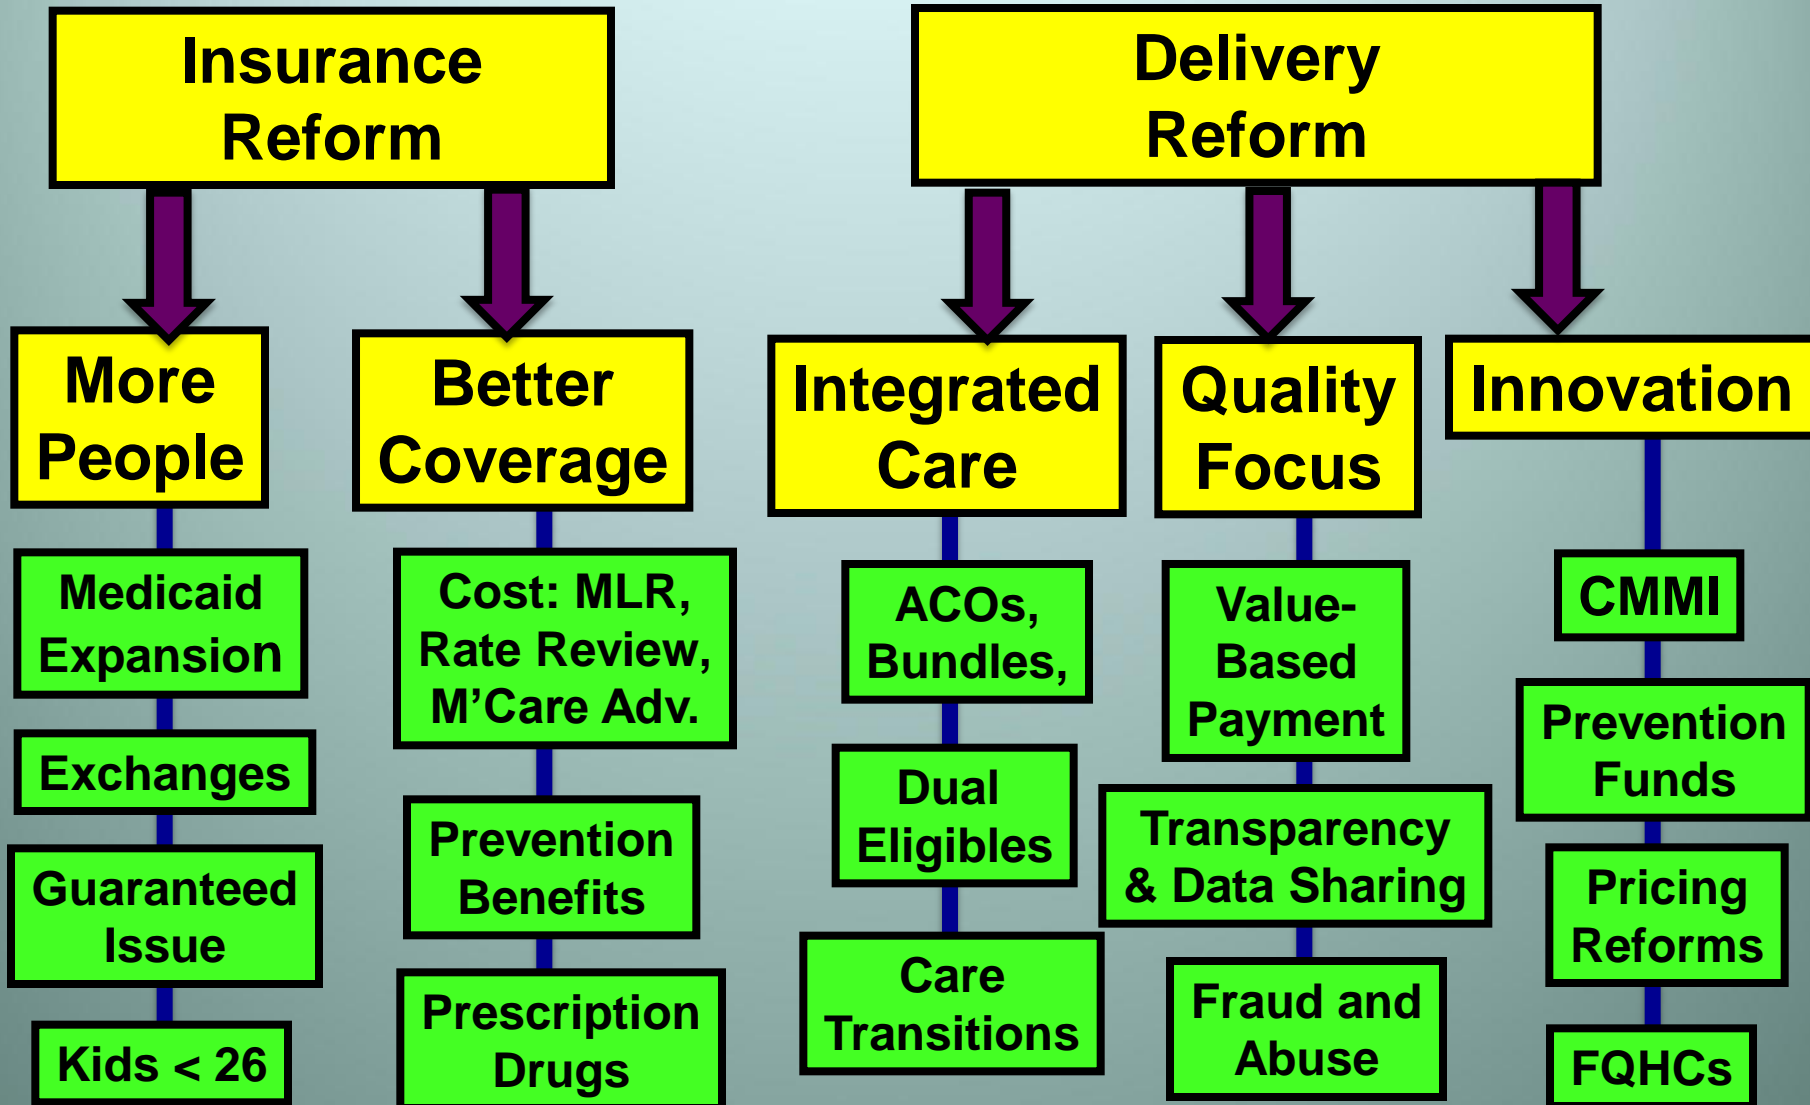 Insurance
Reform
Delivery
Reform
More
People
Better
Coverage
Integrated
Care
Quality
Focus
Innovation
Medicaid
Expansion
Exchanges
Guaranteed
Issue
Kids < 26
Cost: MLR,
Rate Review,
M’Care Adv.
Prevention
Benefits
Prescription
Drugs
ACOs,
Bundles,
Dual
Eligibles
Care
Transitions
Value-
Based
Payment
Transparency
& Data Sharing
Fraud and
Abuse
CMMI
Prevention
Funds
Pricing
Reforms
FQHCs